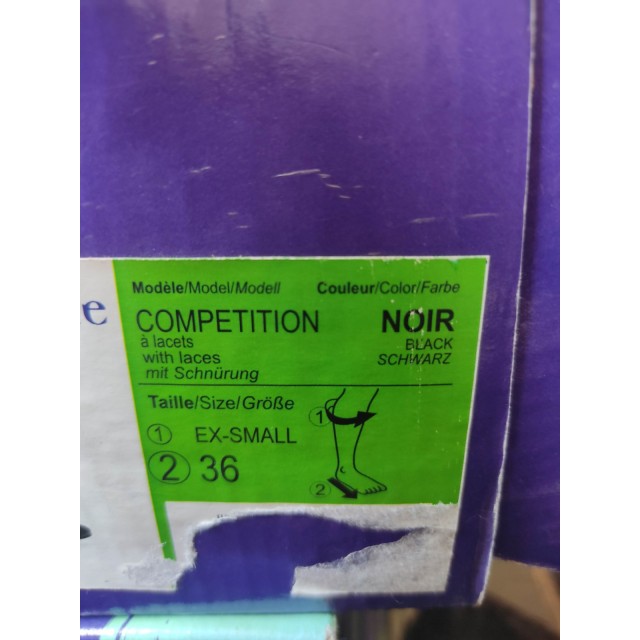 Modèle/Model/Modell Couleur/Color/Farbe
e COMPETITION NOIR
à lacets BLACK
with laces SCHWARZ
mit Schnürung
Taille/Size/Größe
1 EX-SMALL 1
2 36
2